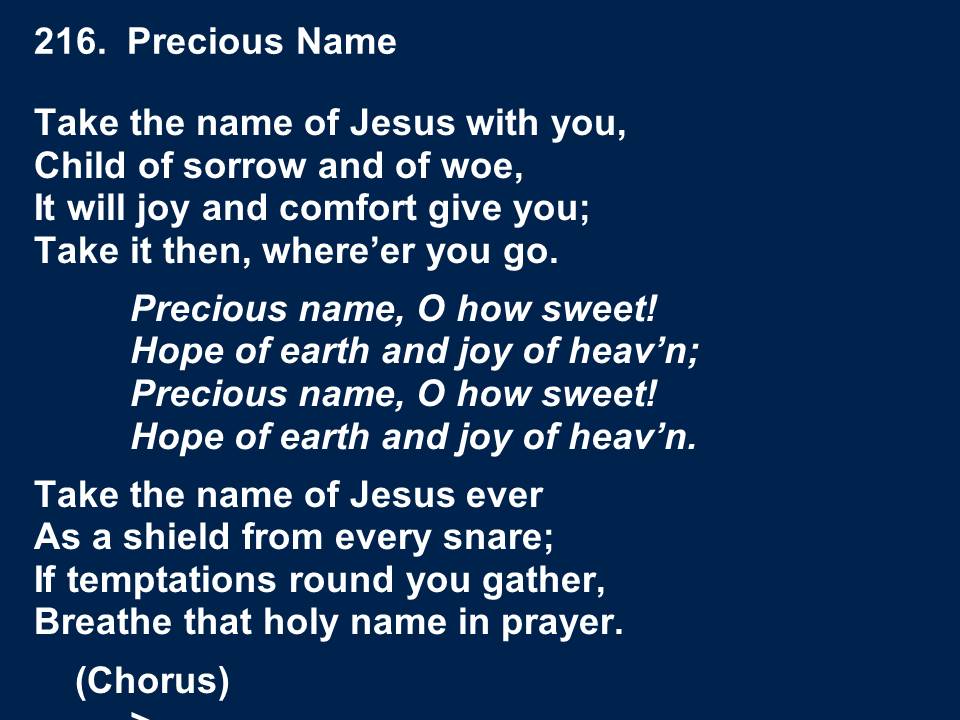 216.  Precious Name
Take the name of Jesus with you,
Child of sorrow and of woe,
It will joy and comfort give you;
Take it then, where’er you go.
Precious name, O how sweet!
Hope of earth and joy of heav’n;
Precious name, O how sweet!
Hope of earth and joy of heav’n.
Take the name of Jesus ever
As a shield from every snare;
If temptations round you gather,
Breathe that holy name in prayer.
(Chorus)
>